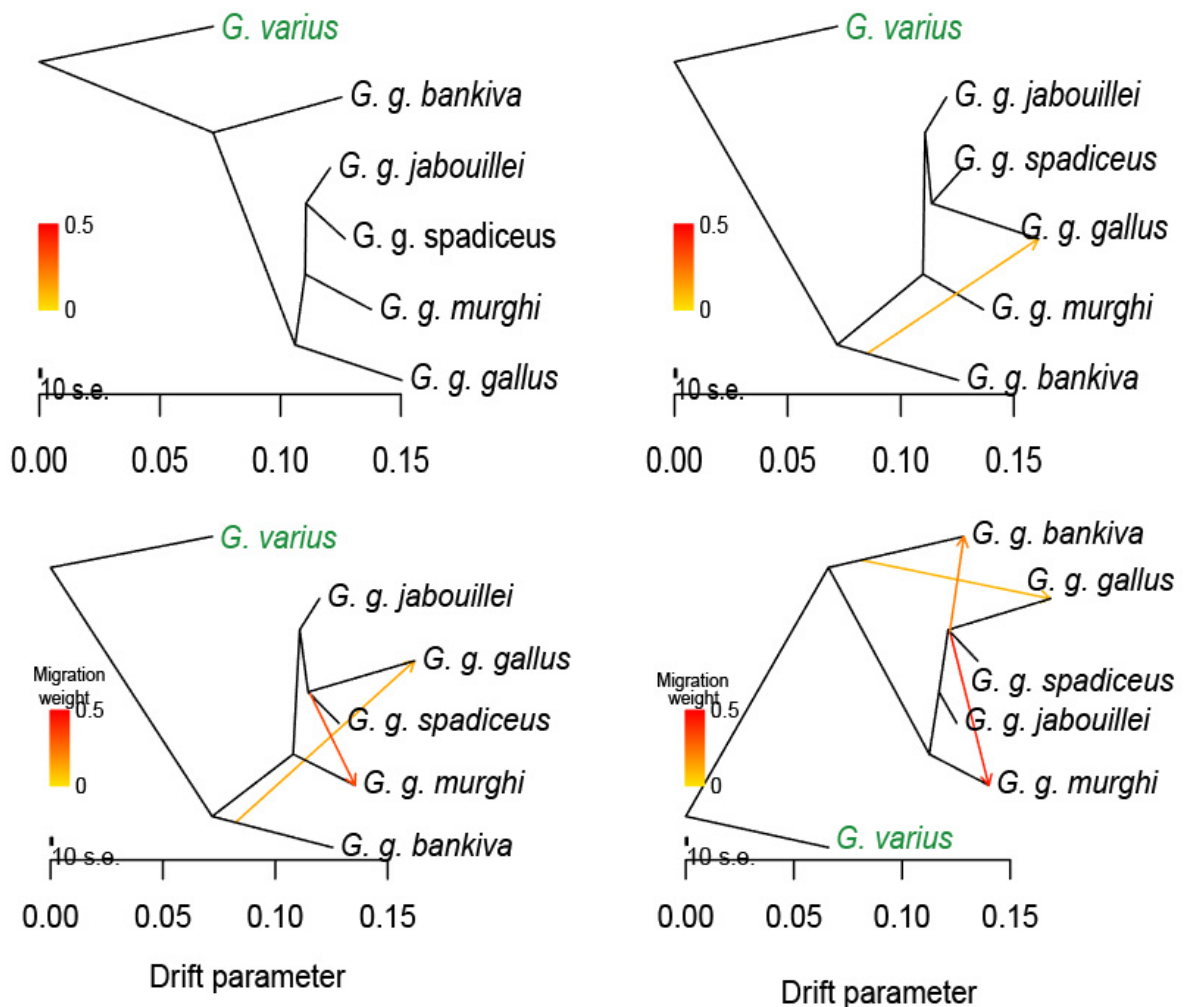 G. varius
G. g. bankiva
G. g. jabouillei
G. g. spadiceus
G. g. murghi
G. g. gallus
0.5
0
10 s.e.
0.00 0.05 0.10 0.15
G. varius
G. g. jabouillei
G. g. spadiceus
G. g. gallus
G. g. murghi
G. g. bankiva
0.5
0
10 s.e.
0.00 0.05 0.10 0.15
G. varius
G. g. jabouillei
G. g. gallus
G. g. spadiceus
G. g. murghi
G. g. bankiva
Migration
weight
0.5
0
10 s.e.
0.00 0.05 0.10 0.15
Drift parameter
G. g. bankiva
G. g. gallus
G. g. spadiceus
G. g. jabouillei
G. g. murghi
G. varius
Migration
weight
0.5
0
10 s.e.
0.00 0.05 0.10 0.15
Drift parameter